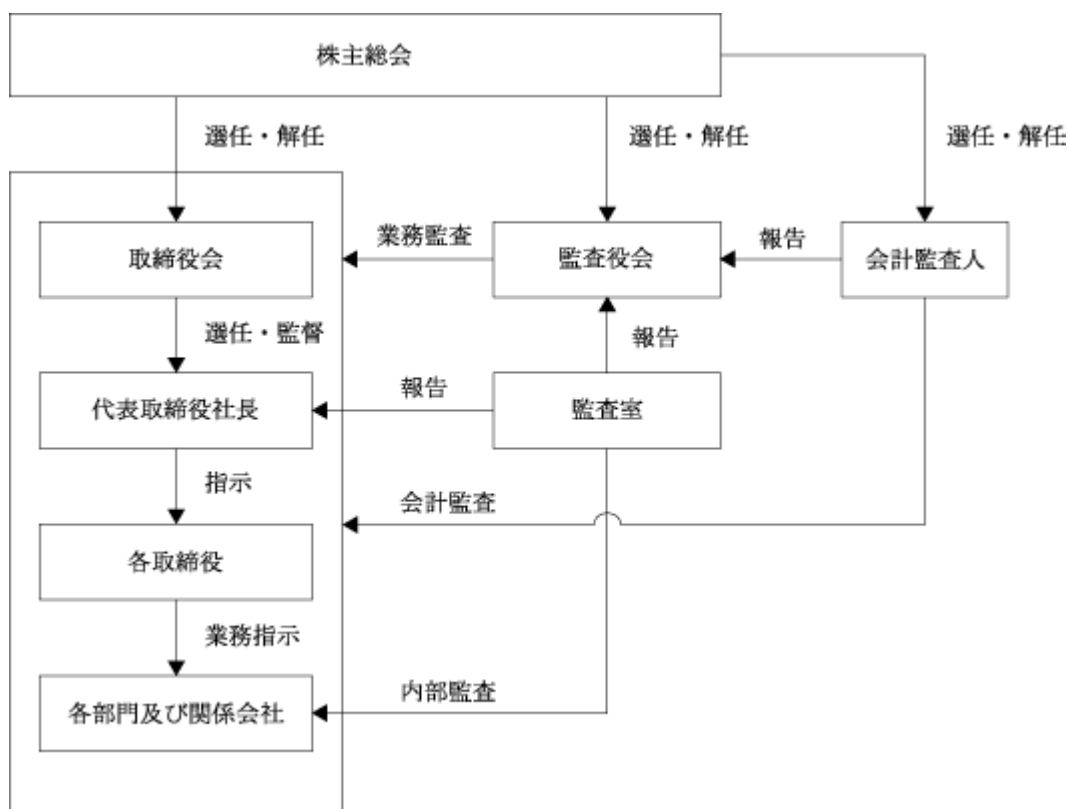 株主総会
選任・解任
選任・解任
選任・解任
取締役会
業務監査
監査役会
報告
会計監査人
選任・監督
報告
代表取締役社長
報告
監査室
指示
会計監査
各取締役
業務指示
各部門及び関係会社
内部監査